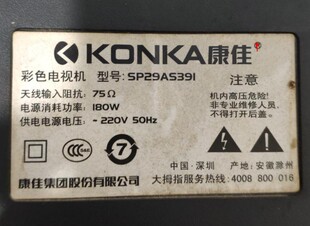 KONKA康佳
彩色电视机 型号: SP29AS391
天线输入阻抗: 75Ω
电源消耗功率: 180W
供电电源电压: ~220V 50Hz
注意
机内高压危险!
非专业维修人员,
不得打开后盖。
CCC
7
中国·深圳 产地: 安徽滁州
康佳集团股份有限公司 大拇指服务热线: 4008 800 016